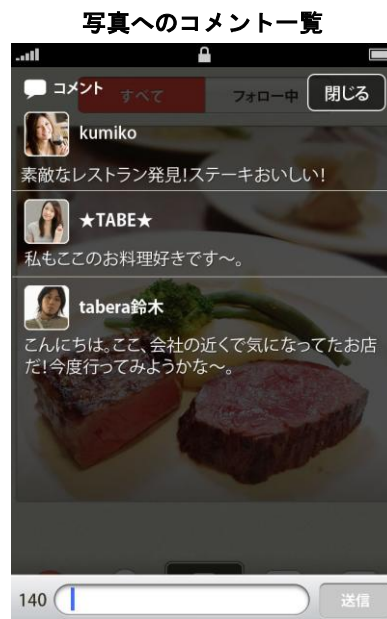 写真へのコメント一覧
コメント
すべて
フォロー中
閉じる
kumiko
素敵なレストラン発見!ステーキおいしい!
★TABE★
私もここのお料理好きです〜。
tabera鈴木
こんにちは。ここ、会社の近くで気になってたお店
だ!今度行ってみようかな〜。
140
送信